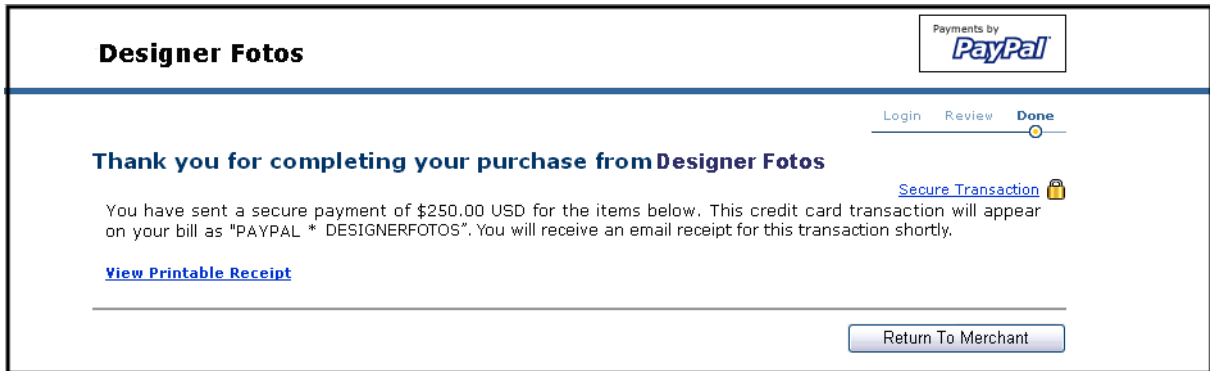 Designer Fotos
Payments by
PayPal
Login Review Done
Thank you for completing your purchase from Designer Fotos
Secure Transaction
You have sent a secure payment of $250.00 USD for the items below. This credit card transaction will appear
on your bill as "PAYPAL * DESIGNERFOTOS". You will receive an email receipt for this transaction shortly.
View Printable Receipt
Return To Merchant